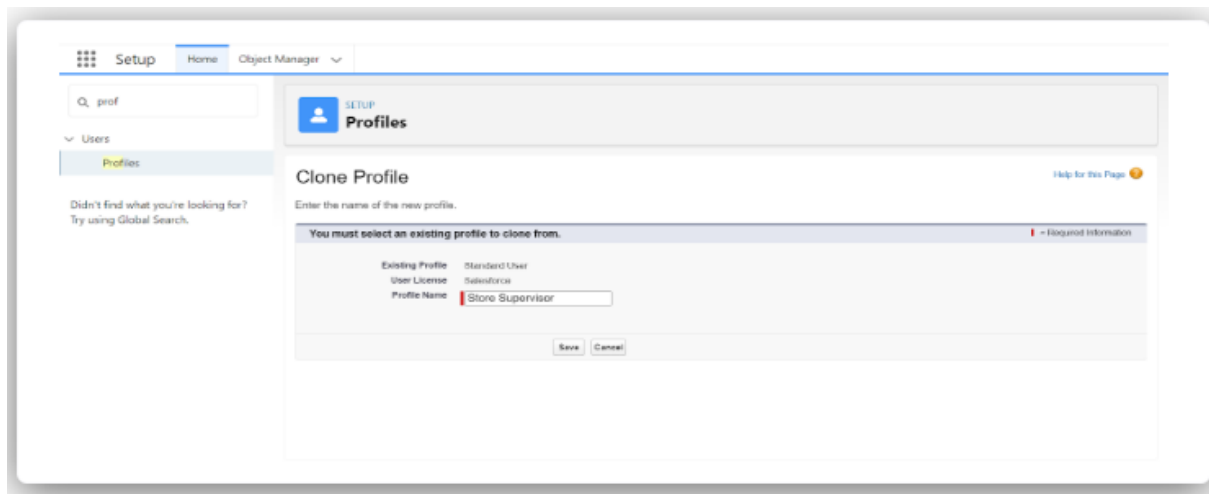 Setup Home Object Manager
prof
SETUP
Profiles
Users
Profiles
Didn't find what you're looking for?
Try using Global Search.
Clone Profile
Help for this Page
Enter the name of the new profile.
You must select an existing profile to clone from.
= Required Information
Existing Profile Standard User
User License Salesforce
Profile Name Store Supervisor
Save Cancel